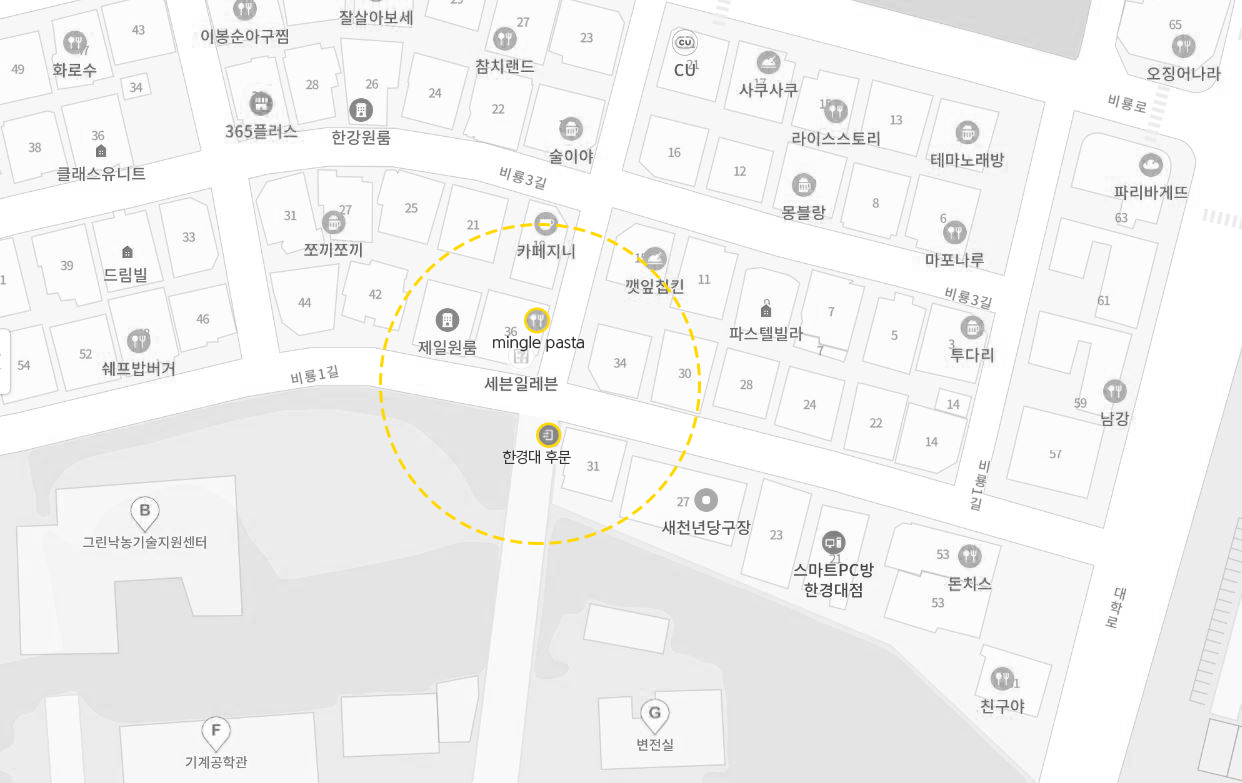 잘살아보세
27
43
이봉순아구찜
23
49
화로수
참치랜드
CU
사쿠사쿠
65
오징어나라
34
28
26
24
22
13
비룡로
38
36
365플러스
한강원룸
술이야
라이스스토리
테마노래방
클래스유니트
16
12
비룡3길
몽블랑
8
6
파리바게뜨
63
31
27
25
21
쪼끼쪼끼
카페지니
33
39
드림빌
깻잎칩킨
11
마포나루
비룡3길
61
44
42
46
제일원룸
36
mingle pasta
파스텔빌라
7
7
5
3
투다리
54
52
쉐프밥버거
세븐일레븐
34
30
28
24
22
14
14
59
남강
비룡1길
한경대 후문
31
57
비룡1길
27
새천년당구장
23
21
스마트PC방
한경대점
53
돈치스
53
B
그린낙농기술지원센터
대학로
친구야
F
기계공학관
G
변전실